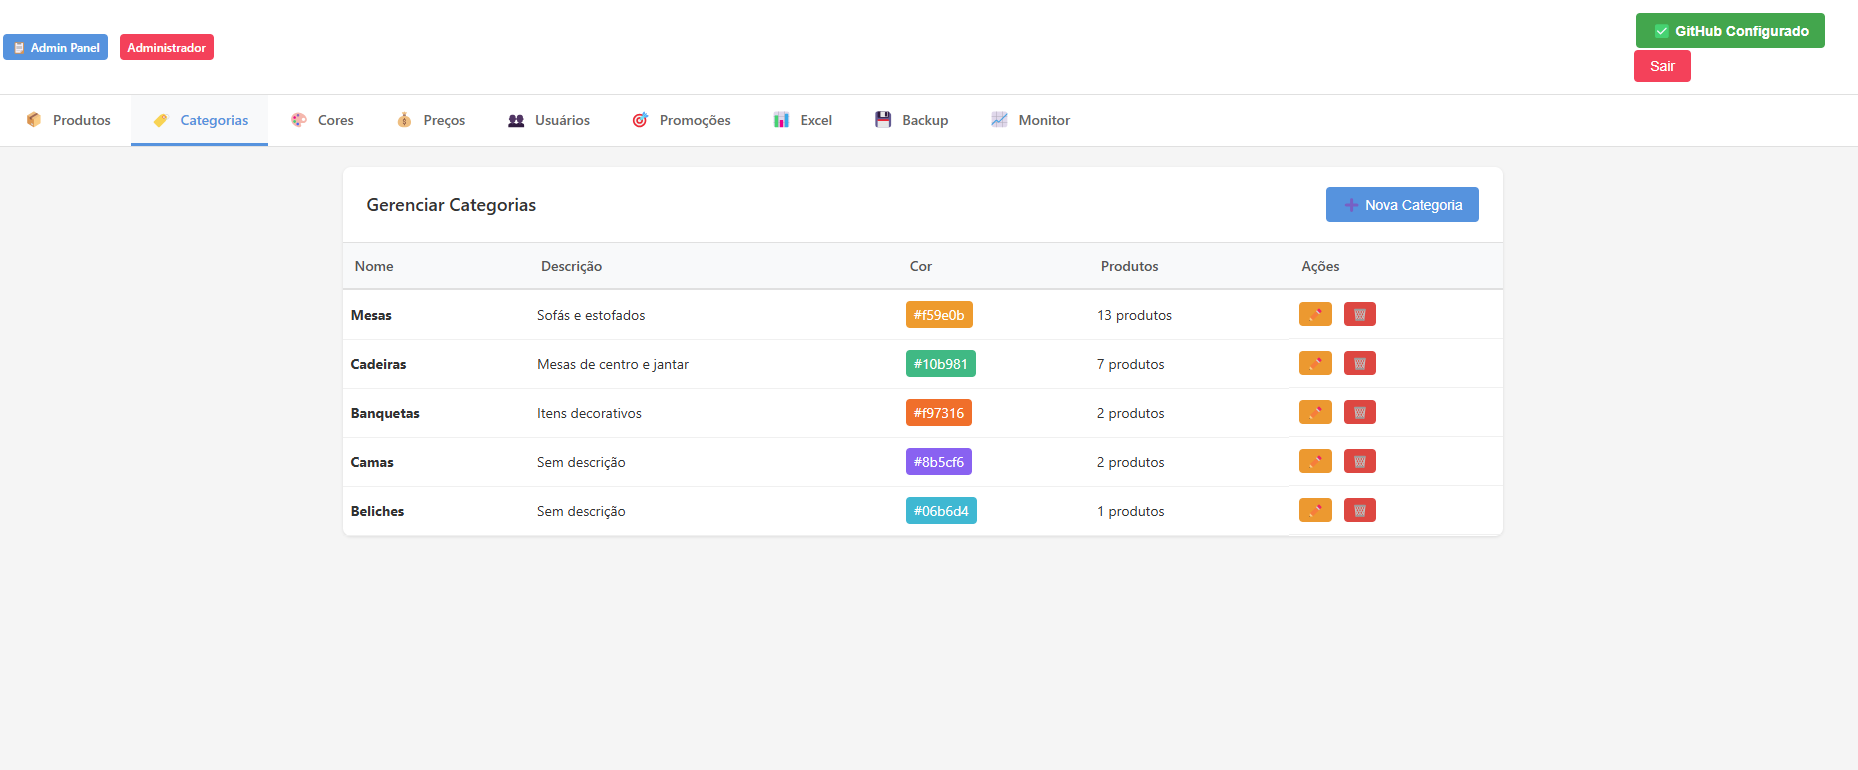 Admin Panel Administrador
GitHub Configurado
Sair
Produtos Categorias Cores Preços Usuários Promoções Excel Backup Monitor
Gerenciar Categorias Nova Categoria
Nome Descrição Cor Produtos Ações
Mesas Sofás e estofados #f59e0b 13 produtos
Cadeiras Mesas de centro e jantar #10b981 7 produtos
Banquetas Itens decorativos #f97316 2 produtos
Camas Sem descrição #8b5cf6 2 produtos
Beliches Sem descrição #06b6d4 1 produtos